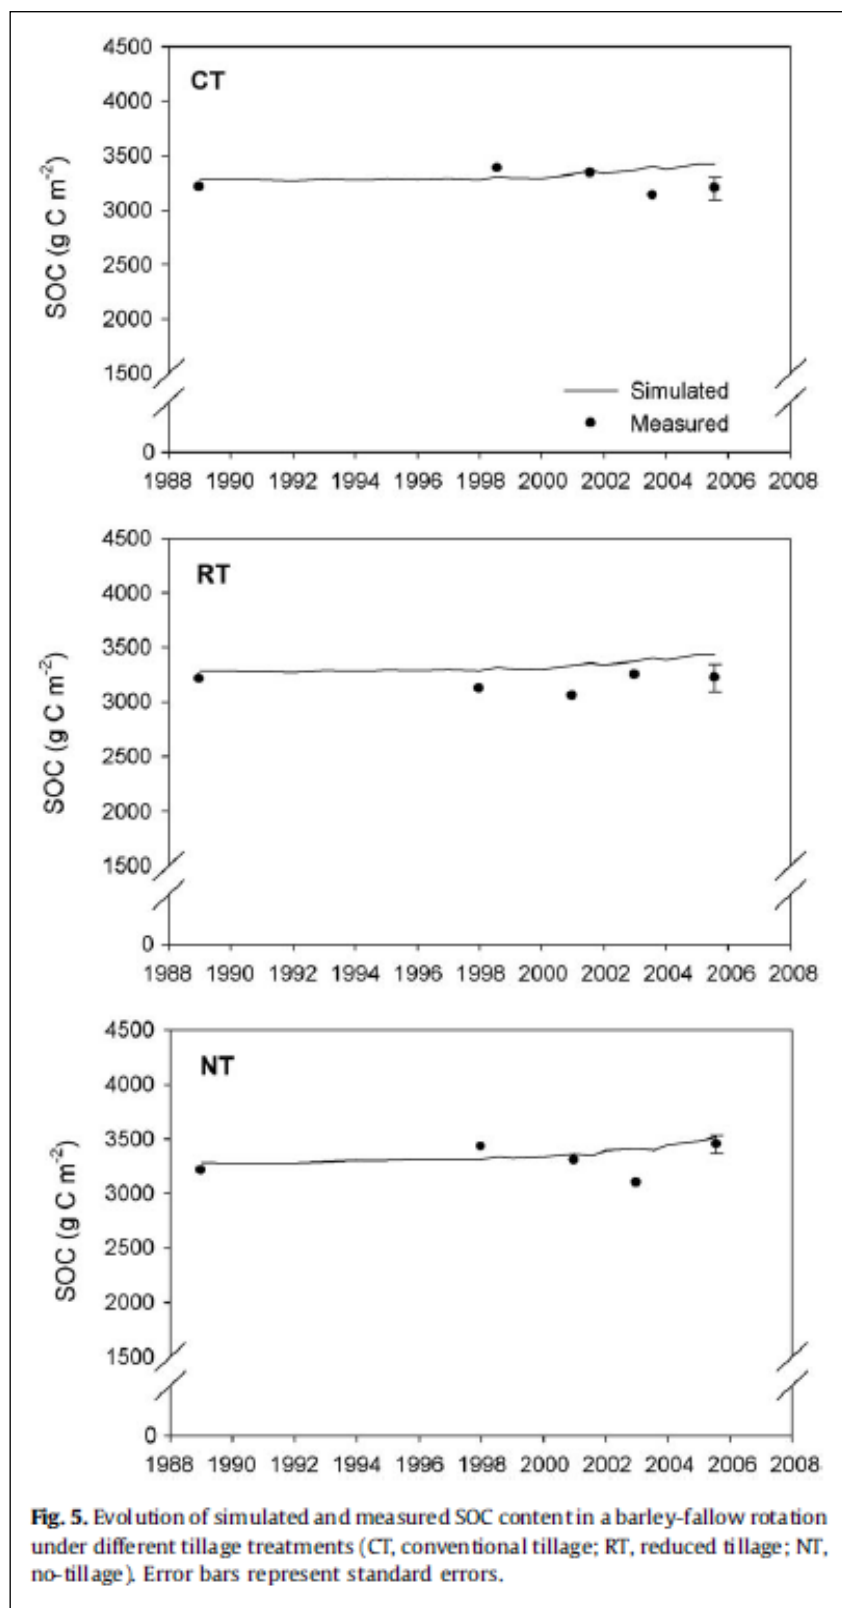 4500
CT
4000
3500
3000
2500
2000
1500
0
SOC (g C m-2)
Simulated
Measured
1988 1990 1992 1994 1996 1998 2000 2002 2004 2006 2008
4500
RT
4000
3500
3000
2500
2000
1500
0
SOC (g C m-2)
1988 1990 1992 1994 1996 1998 2000 2002 2004 2006 2008
4500
NT
4000
3500
3000
2500
2000
1500
0
SOC (g C m-2)
1988 1990 1992 1994 1996 1998 2000 2002 2004 2006 2008
Fig. 5. Evolution of simulated and measured SOC content in a barley-fallow rotation
under different tillage treatments (CT, conventional tillage; RT, reduced tillage; NT,
no-tillage). Error bars represent standard errors.